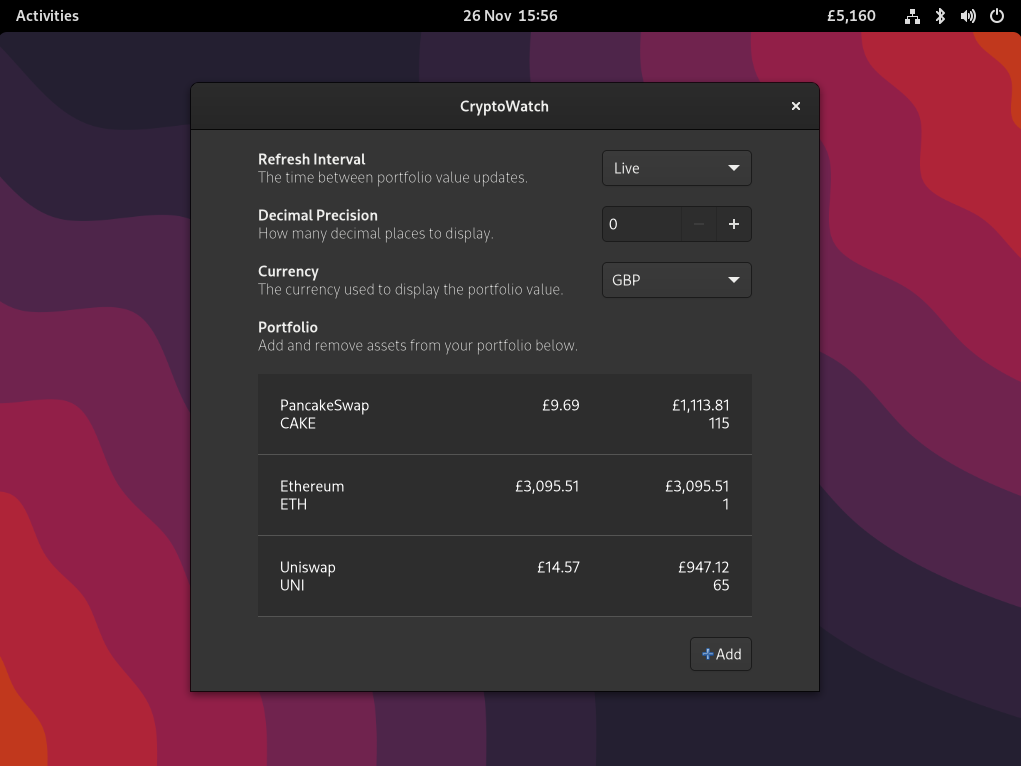 Activities 26 Nov 15:56 £5,160
CryptoWatch
Refresh Interval
The time between portfolio value updates.
Live
Decimal Precision
How many decimal places to display.
0
Currency
The currency used to display the portfolio value.
GBP
Portfolio
Add and remove assets from your portfolio below.
PancakeSwap £9.69 £1,113.81
CAKE 115
Ethereum £3,095.51 £3,095.51
ETH 1
Uniswap £14.57 £947.12
UNI 65
Add